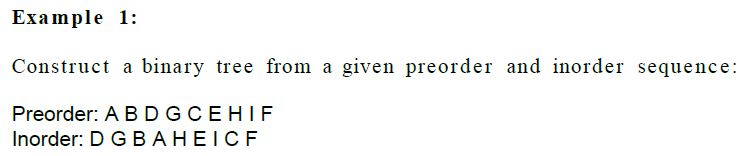 Example 1:
Construct a binary tree from a given preorder and inorder sequence:
Preorder: A B D G C E H I F
Inorder: D G B A H E I C F